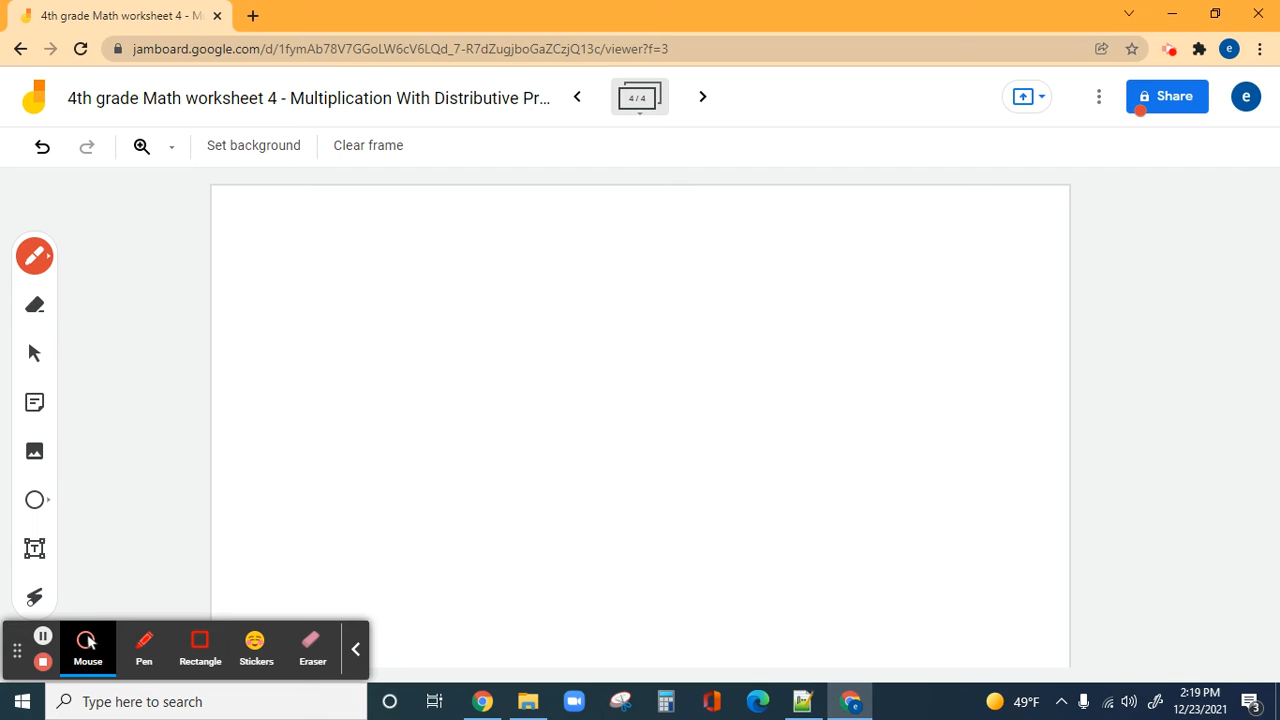 4th grade Math worksheet 4 - M
jamboard.google.com/d/1fymAb78V7GGoLW6cV6LQd_7-R7dZugjboGaZCzjQ13c/viewer?f=3
e
4th grade Math worksheet 4 - Multiplication With Distributive Pr...
4 / 4
Share
e
Set background
Clear frame
T
Mouse
Pen
Rectangle
Stickers
Eraser
Type here to search
e
49°F
2:19 PM
12/23/2021
3